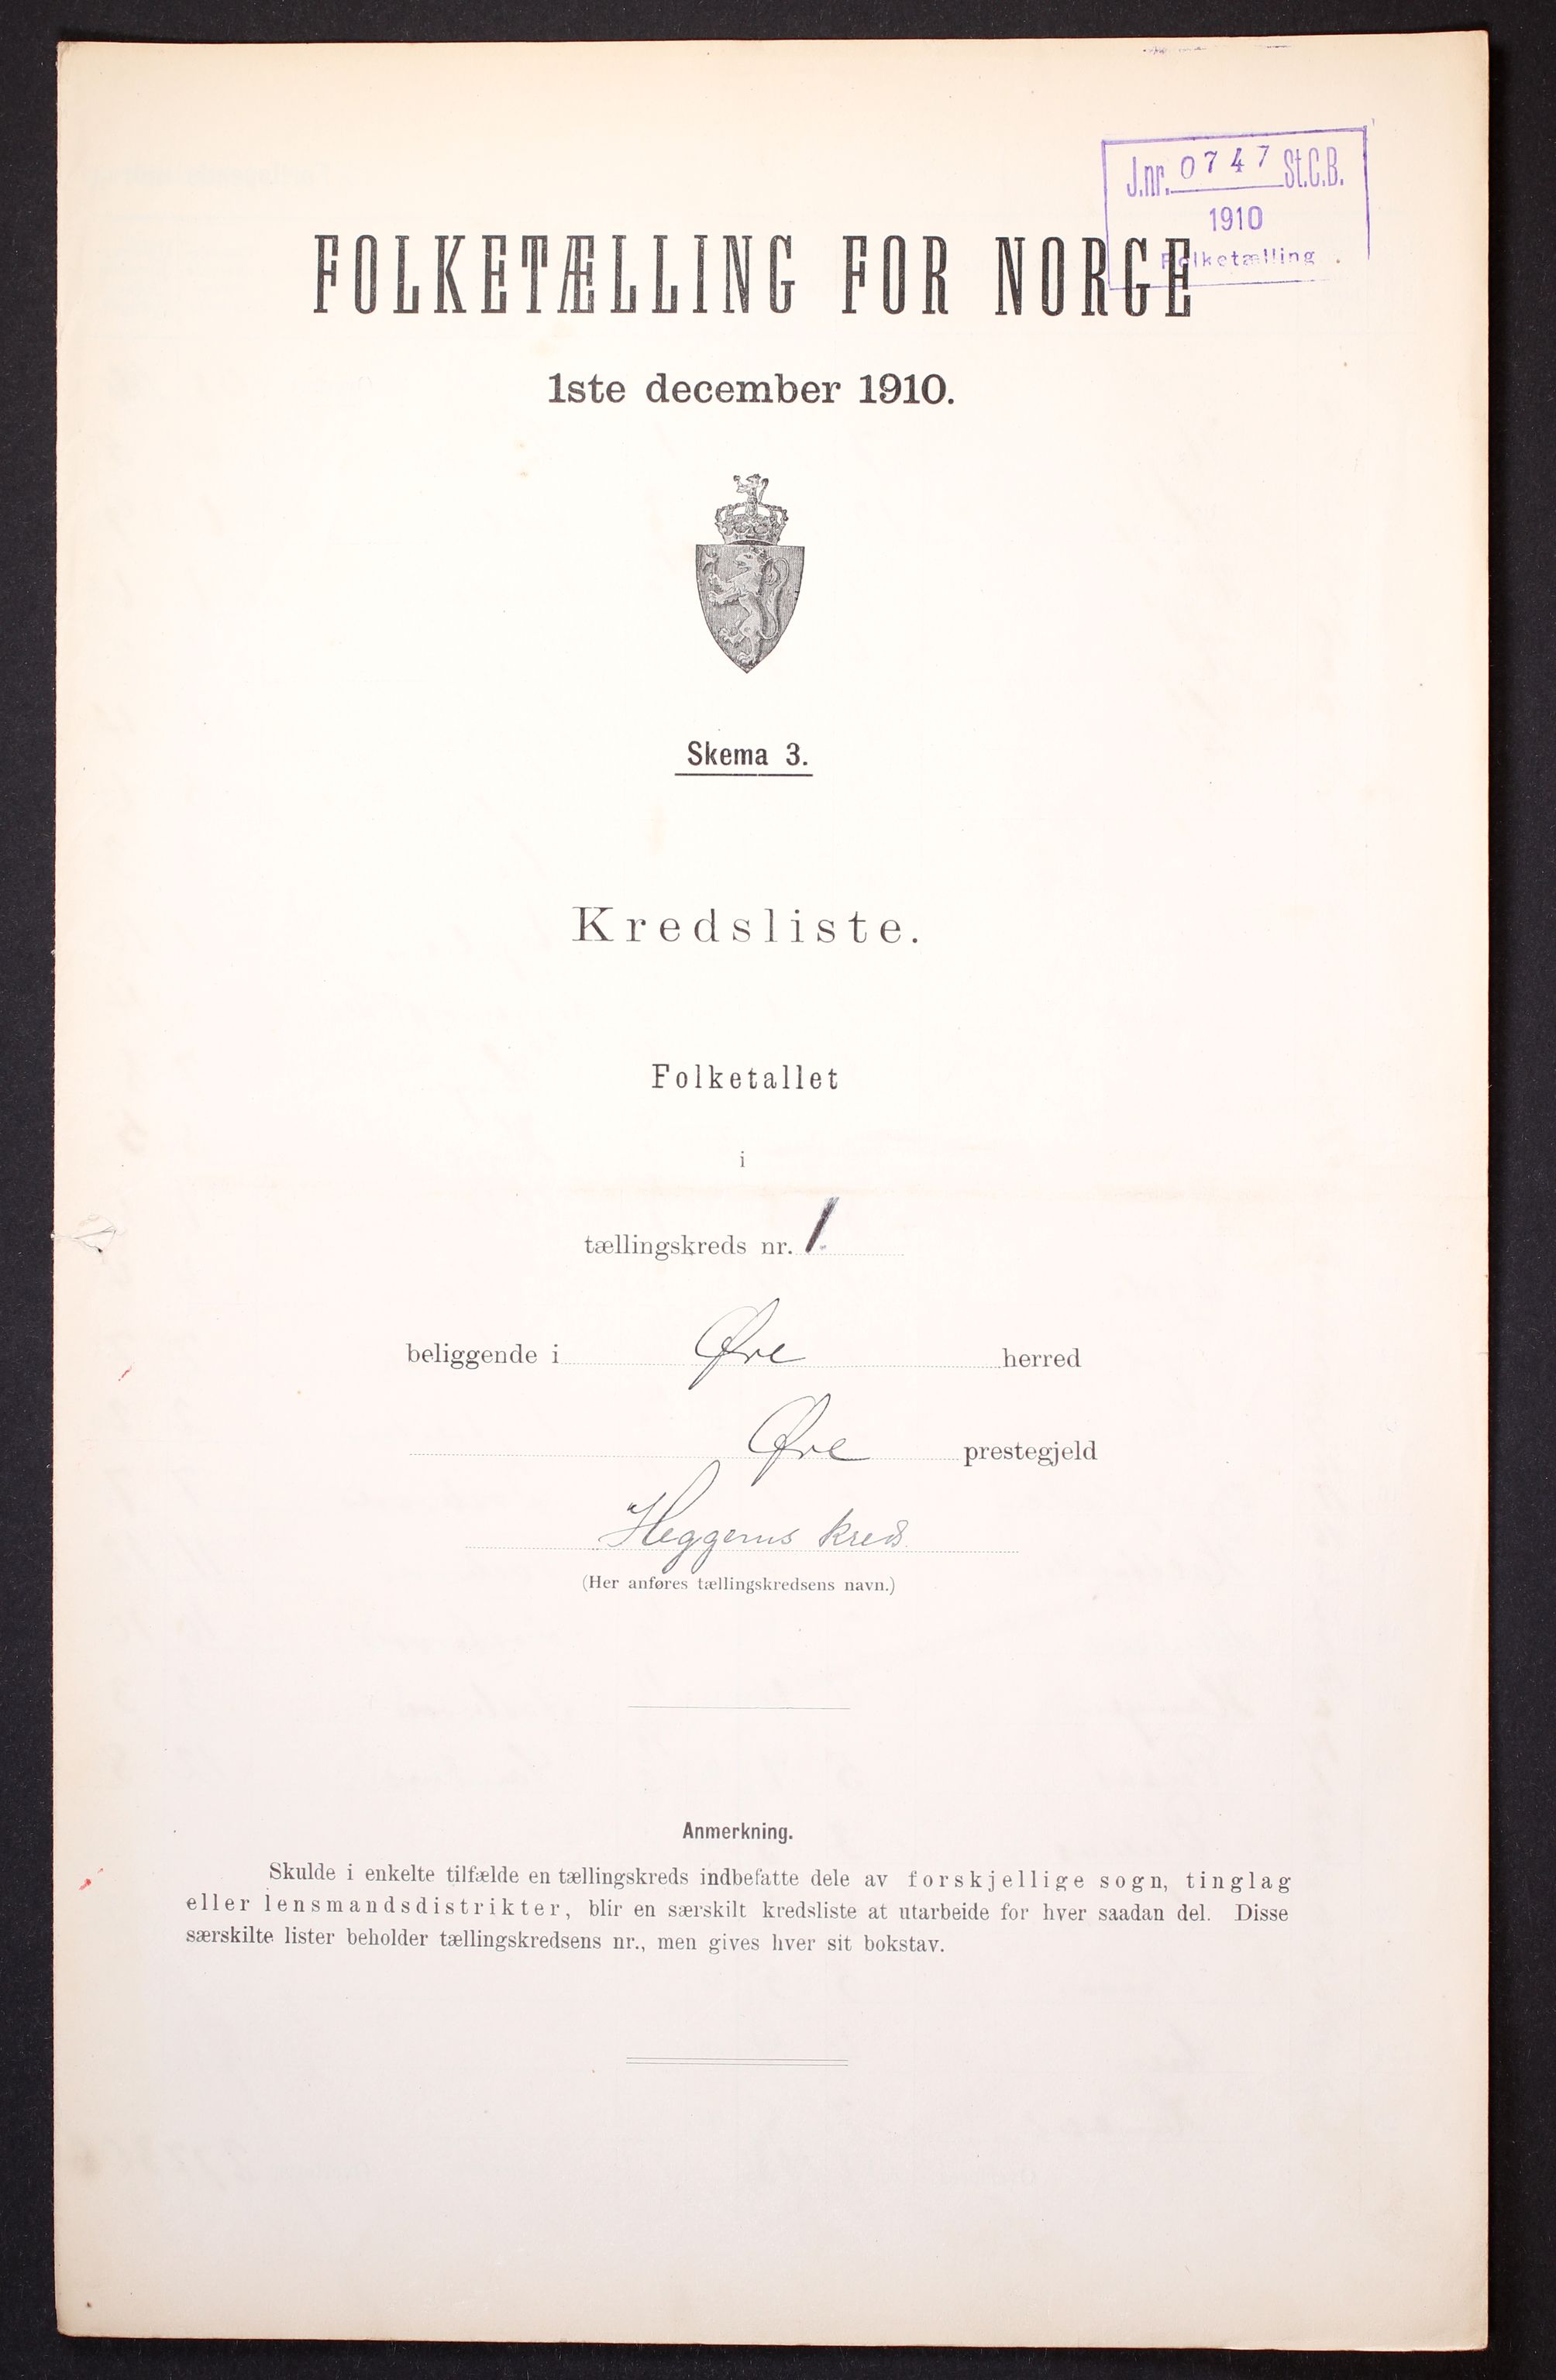 J.nr. 0747 St.C.B.
1910
Folketælling
FOLKETÆLLING FOR NORGE
1ste december 1910.
Skema 3.
Kredsliste.
Folketallet
i
tællingskreds nr. 1.
beliggende i Øre herred
Øre prestegjeld
Heggems kreds
(Her anføres tællingskredsens navn.)
Anmerkning.
Skulde i enkelte tilfælde en tællingskreds indbefatte dele av forskjellige sogn, tinglag
eller lensmandsdistrikter, blir en særskilt kredsliste at utarbeide for hver saadan del. Disse
særskilte lister beholder tællingskredsens nr., men gives hver sit bokstav.